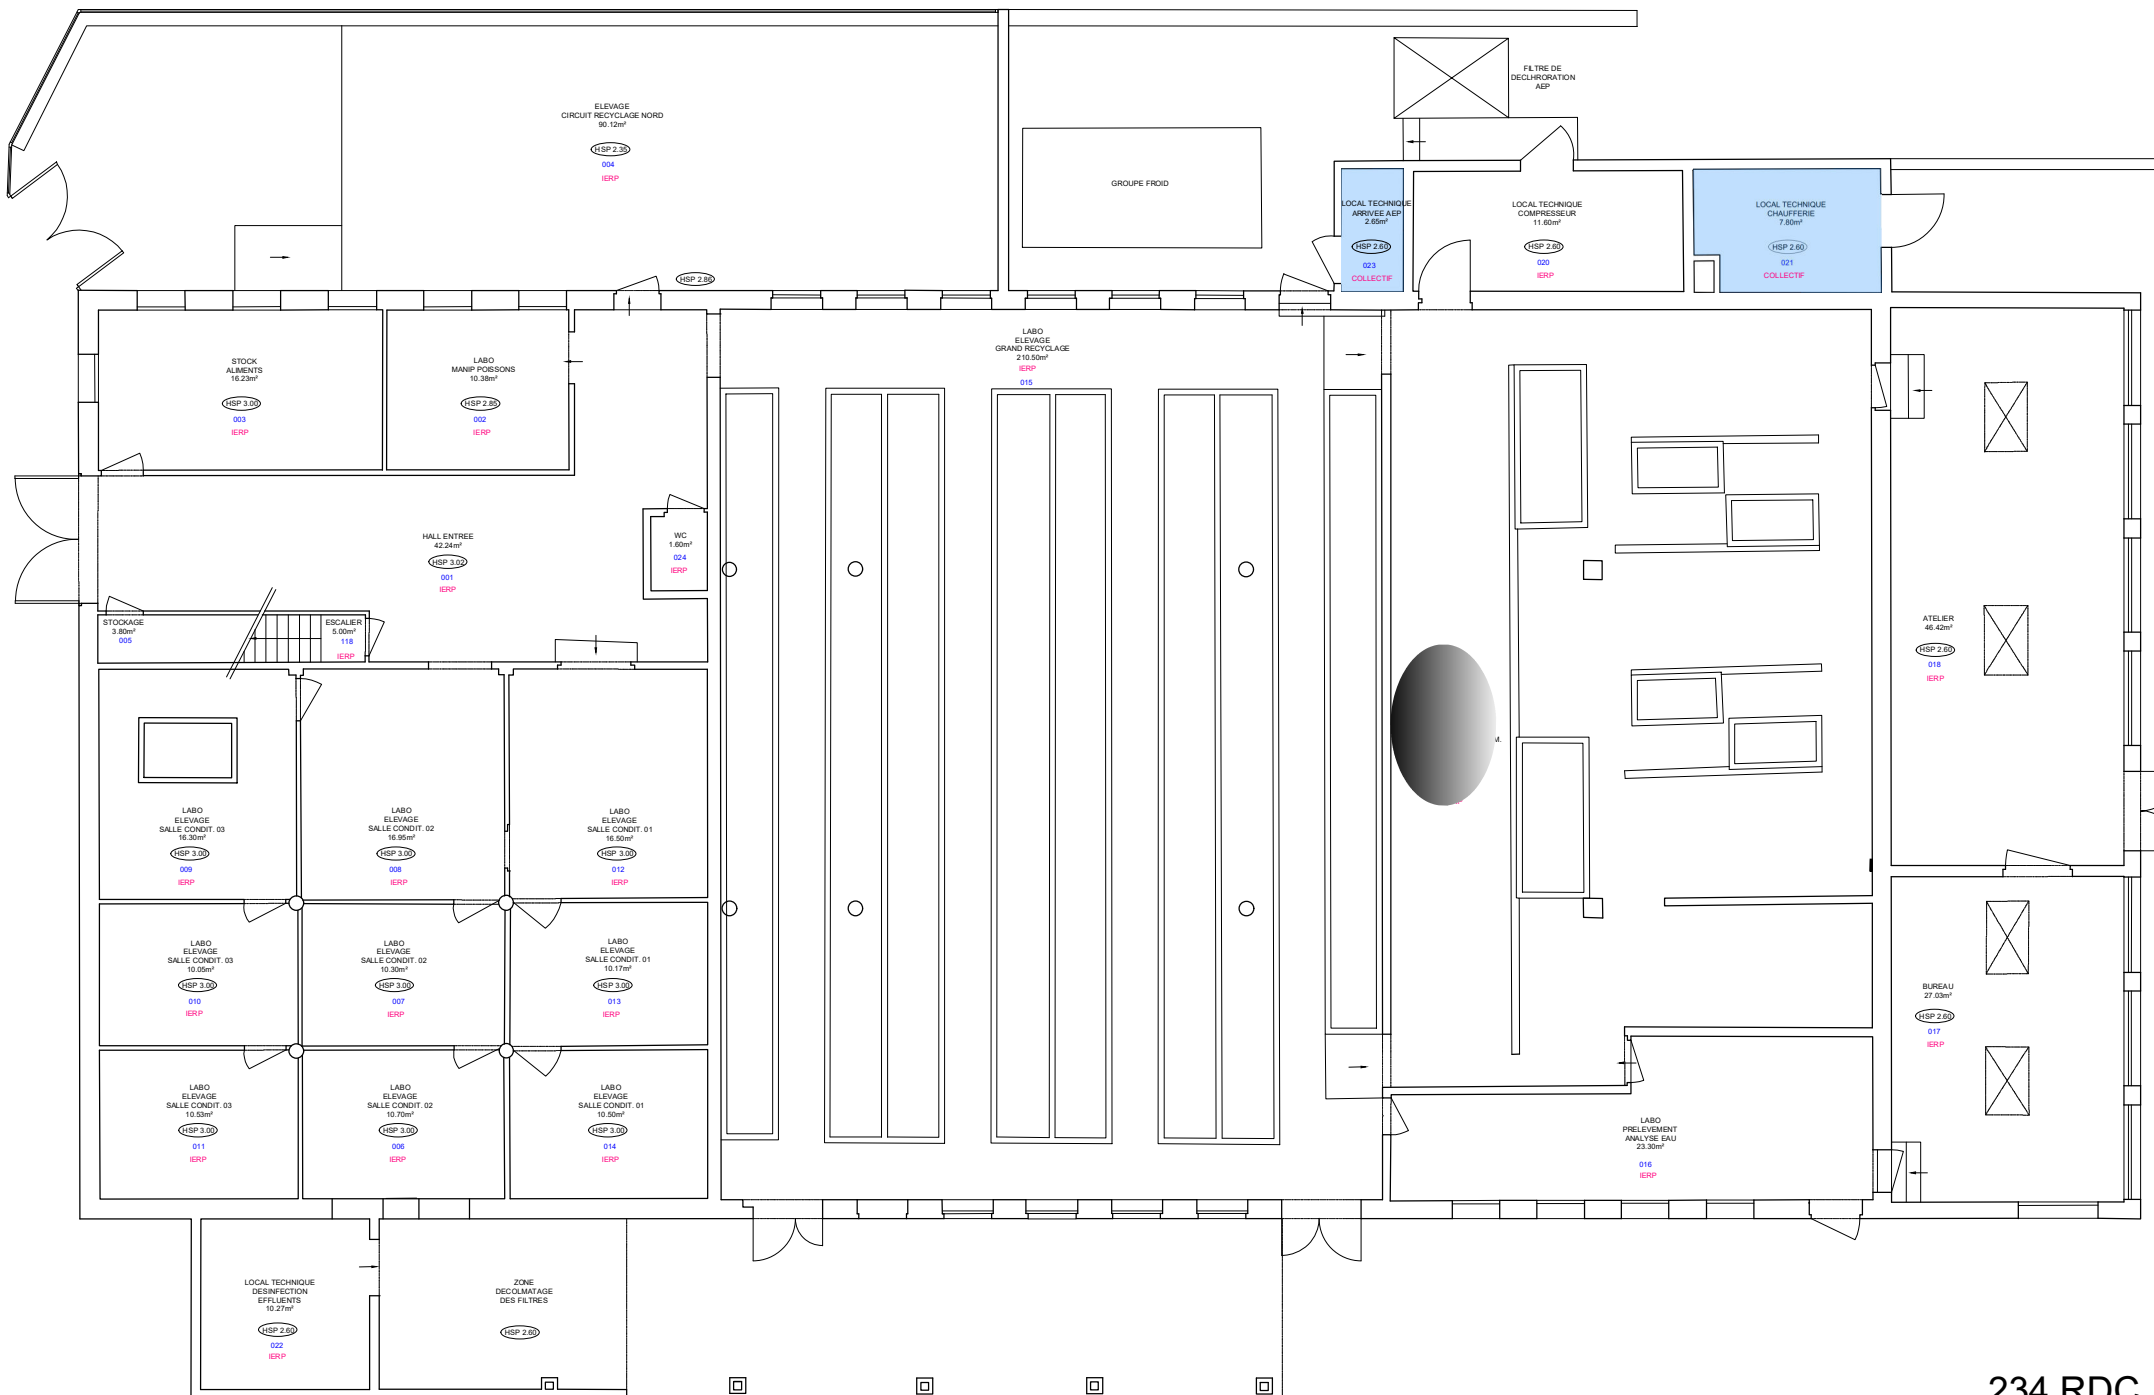 FILTRE DE
DECLHRORATION
AEP
ELEVAGE
CIRCUIT RECYCLAGE NORD
90.12m²
HSP 2.35
004
IERP
GROUPE FROID
LOCAL TECHNIQUE
ARRIVEE AEP
2.65m²
HSP 2.60
023
COLLECTIF
LOCAL TECHNIQUE
COMPRESSEUR
11.60m²
HSP 2.60
020
IERP
LOCAL TECHNIQUE
CHAUFFERIE
7.80m²
HSP 2.60
021
COLLECTIF
HSP 2.86
STOCK
ALIMENTS
16.23m²
HSP 3.00
003
IERP
LABO
MANIP POISSONS
10.38m²
HSP 2.85
002
IERP
LABO
ELEVAGE
GRAND RECYCLAGE
210.50m²
IERP
015
HALL ENTREE
42.24m²
HSP 3.02
001
IERP
WC
1.60m²
024
IERP
STOCKAGE
3.80m²
005
ESCALIER
5.00m²
118
IERP
ATELIER
46.42m²
HSP 2.60
018
IERP
LABO
ELEVAGE
SALLE CONDIT. 03
16.30m²
HSP 3.00
009
IERP
LABO
ELEVAGE
SALLE CONDIT. 02
16.95m²
HSP 3.00
008
IERP
LABO
ELEVAGE
SALLE CONDIT. 01
16.50m²
HSP 3.00
012
IERP
LABO
ELEVAGE
SALLE CONDIT. 03
10.05m²
HSP 3.00
010
IERP
LABO
ELEVAGE
SALLE CONDIT. 02
10.30m²
HSP 3.00
007
IERP
LABO
ELEVAGE
SALLE CONDIT. 01
10.17m²
HSP 3.00
013
IERP
BUREAU
27.03m²
HSP 2.60
017
IERP
LABO
ELEVAGE
SALLE CONDIT. 03
10.53m²
HSP 3.00
011
IERP
LABO
ELEVAGE
SALLE CONDIT. 02
10.70m²
HSP 3.00
006
IERP
LABO
ELEVAGE
SALLE CONDIT. 01
10.50m²
HSP 3.00
014
IERP
LABO
PRELEVEMENT
ANALYSE EAU
23.30m²
016
IERP
LOCAL TECHNIQUE
DESINFECTION
EFFLUENTS
10.27m²
HSP 2.60
022
IERP
ZONE
DECOLMATAGE
DES FILTRES
HSP 2.60
234 RDC